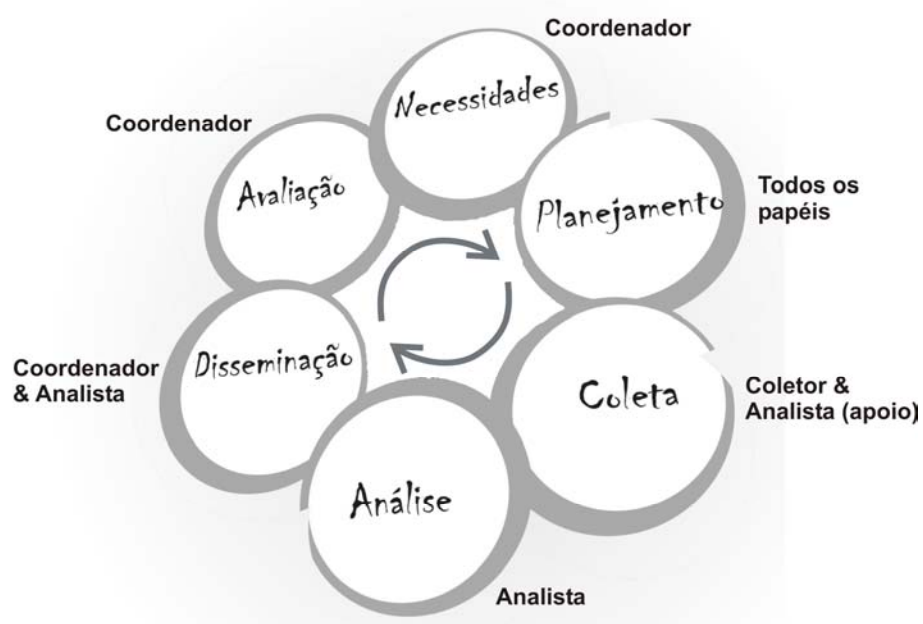 Coordenador
Necessidades
Planejamento
Todos os
papéis
Coleta
Coletor &
Analista (apoio)
Análise
Analista
Disseminação
Coordenador
& Analista
Avaliação
Coordenador